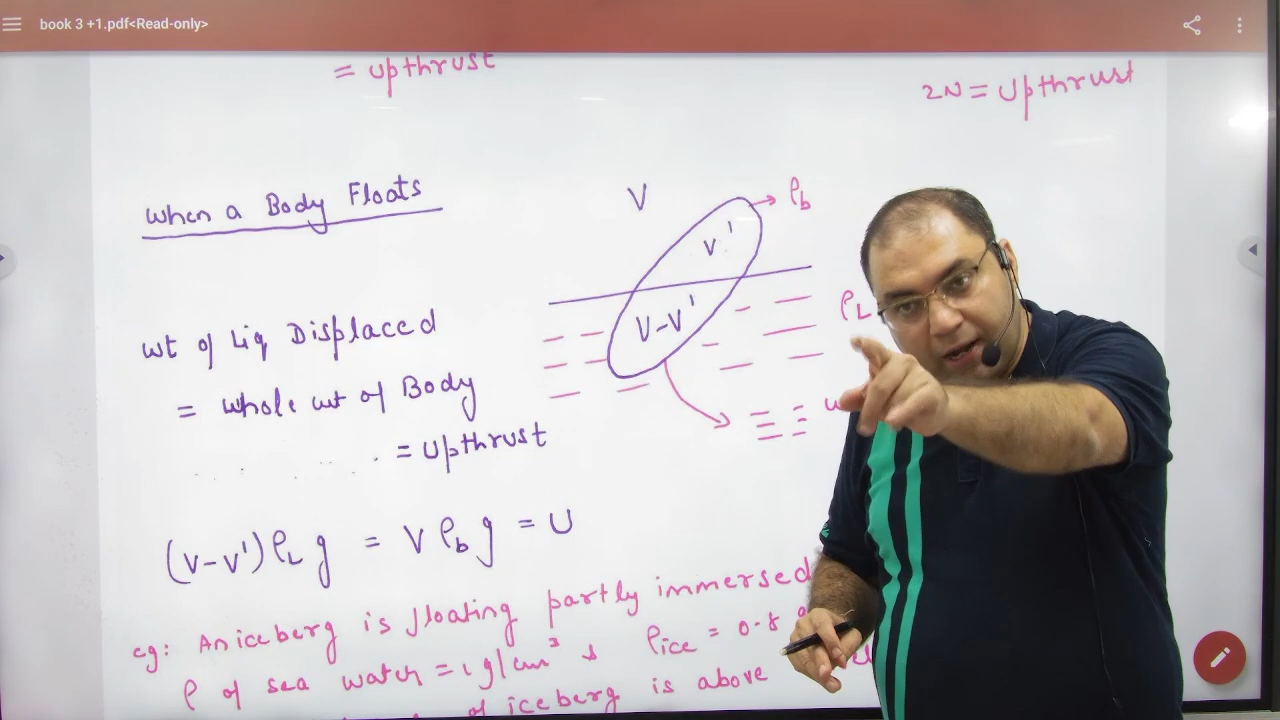 book 3 +1.pdf<Read-only>
= upthrust
2N = Upthrust
When a Body Floats
V
ρb
V'
V-V'
ρL
wt of Liq Displaced
= whole wt of Body
= upthrust
(V-V')ρL g = V ρb g = U
eg: An iceberg is floating partly immersed
ρ of sea watch = 1 g/cm³ & ρice = 0.8
of iceberg is above